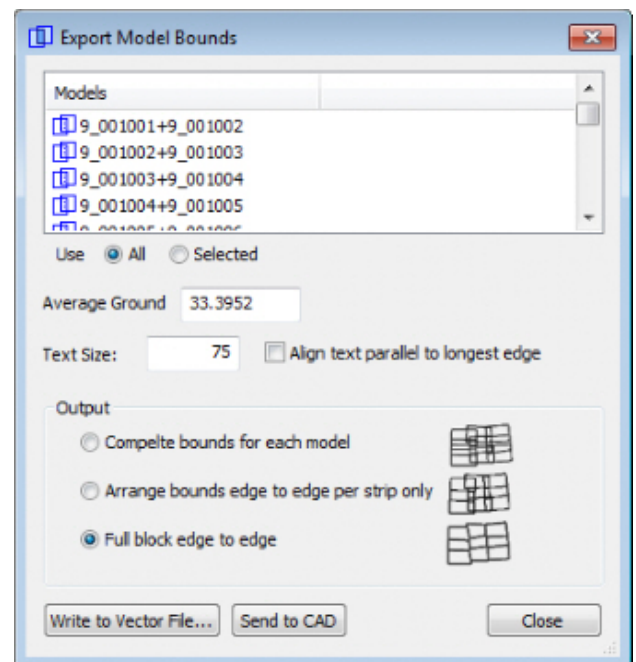 Export Model Bounds
Models
9_001001+9_001002
9_001002+9_001003
9_001003+9_001004
9_001004+9_001005
Use All Selected
Average Ground 33.3952
Text Size: 75 Align text parallel to longest edge
Output
Compelte bounds for each model
Arrange bounds edge to edge per strip only
Full block edge to edge
Write to Vector File... Send to CAD Close